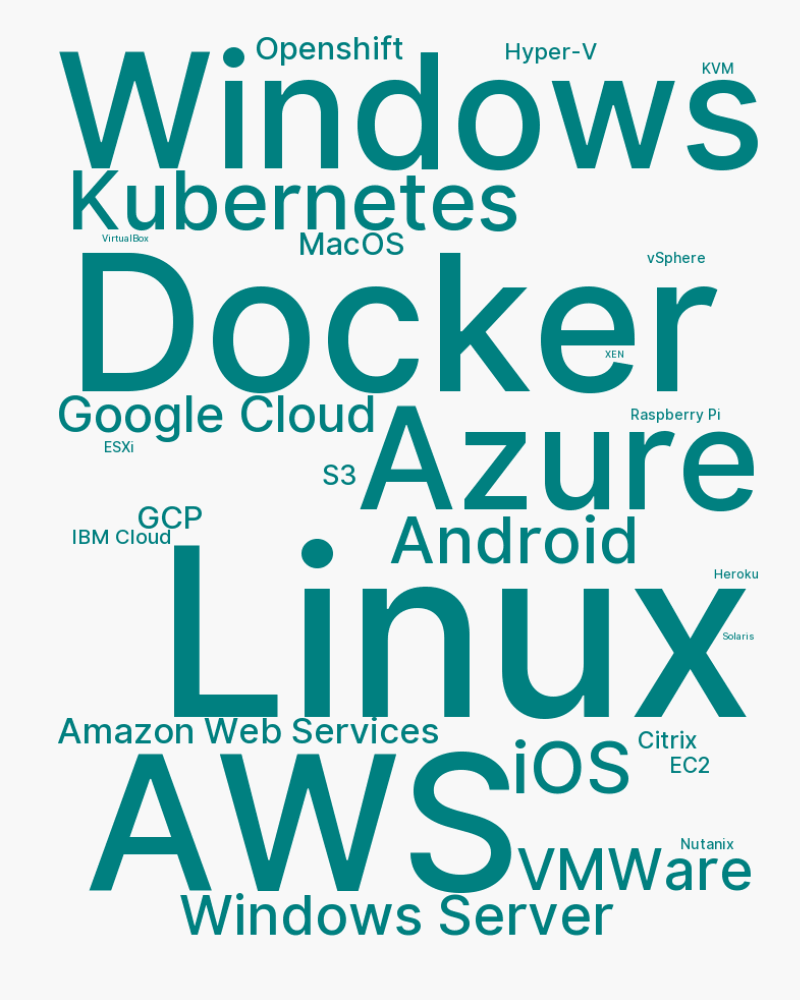 Openshift
Hyper-V
KVM
Windows
Kubernetes
VirtualBox
MacOS
vSphere
Docker
XEN
Google Cloud
Raspberry Pi
ESXi
S3
Azure
GCP
IBM Cloud
Android
Heroku
Linux
Solaris
Amazon Web Services
Citrix
iOS
EC2
AWS
Nutanix
VMWare
Windows Server